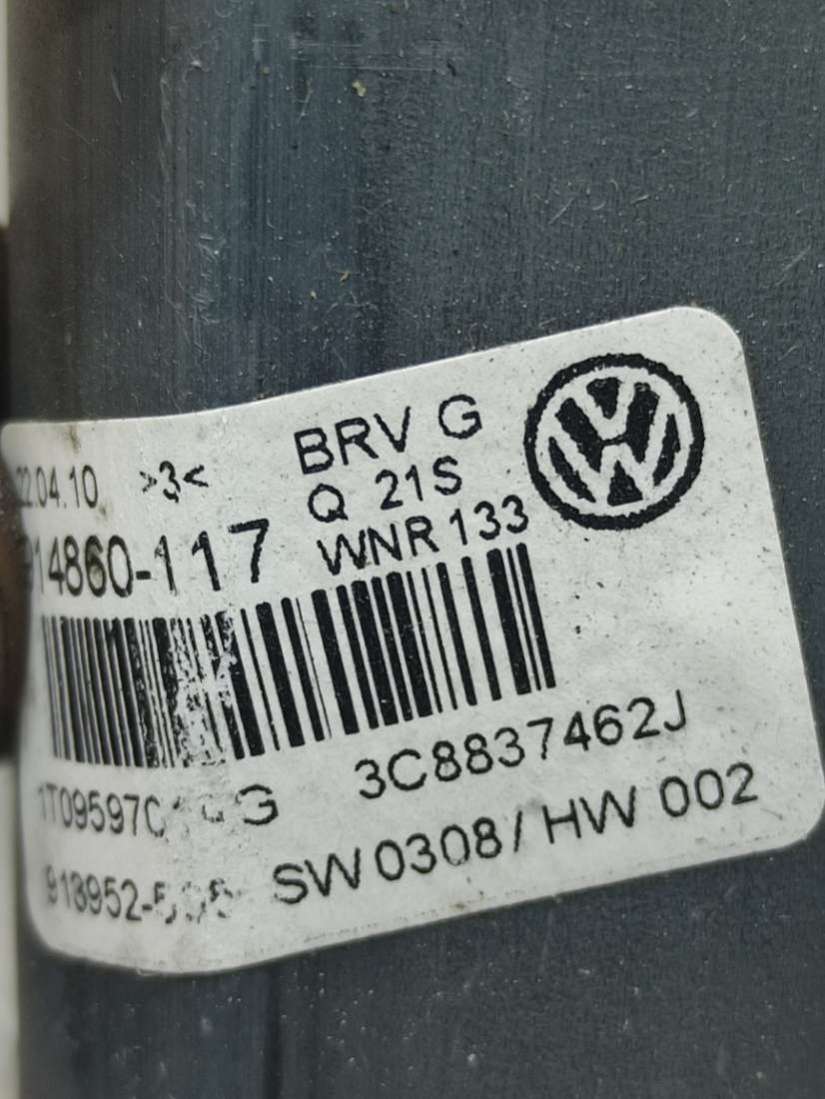 22.04.10 >3< BRV G
Q 21S
14860-117 WNR 133
3C8837462J
SW 0308 / HW 002